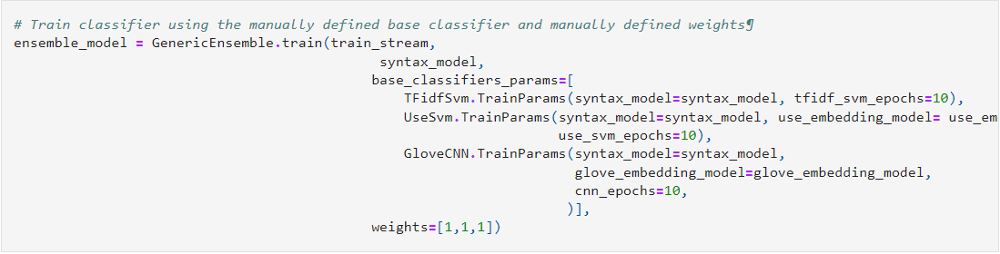 # Train classifier using the manually defined base classifier and manually defined weights¶
ensemble_model = GenericEnsemble.train(train_stream,
syntax_model,
base_classifiers_params=[
TFidfSvm.TrainParams(syntax_model=syntax_model, tfidf_svm_epochs=10),
UseSvm.TrainParams(syntax_model=syntax_model, use_embedding_model= use_em
use_svm_epochs=10),
GloveCNN.TrainParams(syntax_model=syntax_model,
glove_embedding_model=glove_embedding_model,
cnn_epochs=10,
)],
weights=[1,1,1])